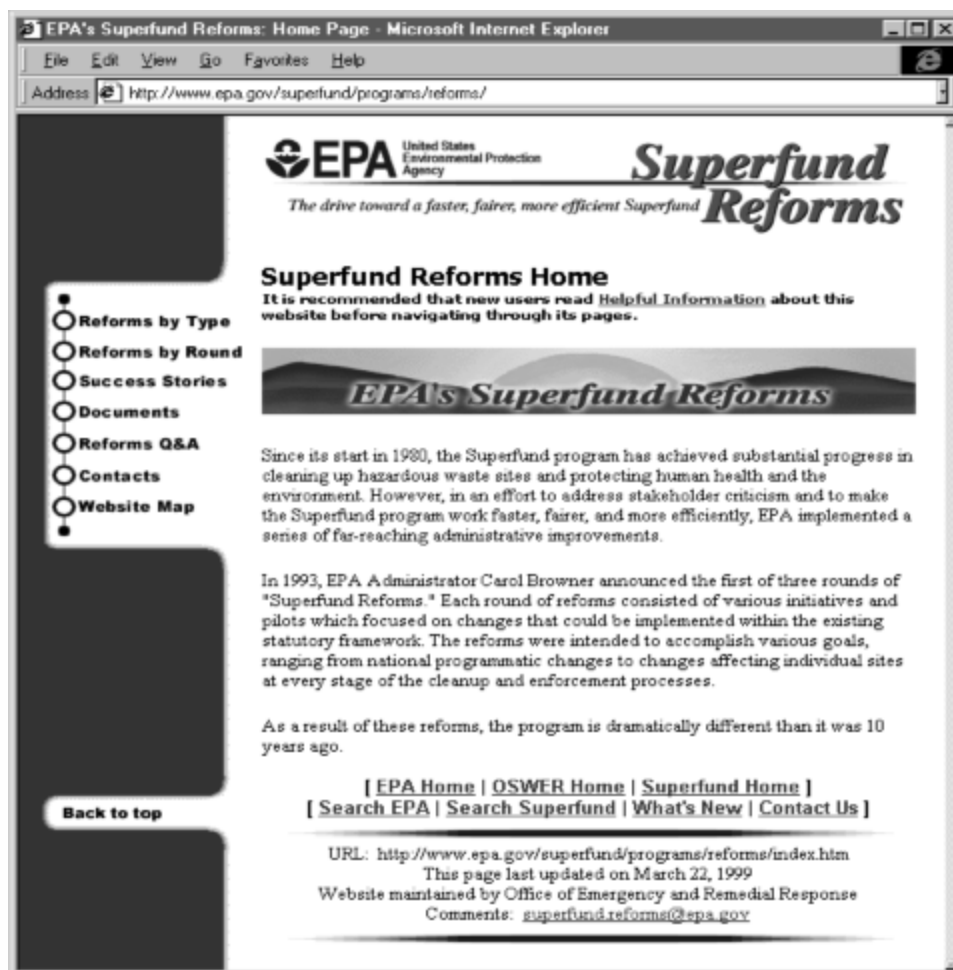 EPA's Superfund Reforms: Home Page - Microsoft Internet Explorer
File Edit View Go Favorites Help
Address http://www.epa.gov/superfund/programs/reforms/
EPA United States Environmental Protection Agency
Superfund Reforms
The drive toward a faster, fairer, more efficient Superfund
Superfund Reforms Home
It is recommended that new users read Helpful Information about this
website before navigating through its pages.
Reforms by Type
Reforms by Round
Success Stories
Documents
Reforms Q&A
Contacts
Website Map
EPA's Superfund Reforms
Since its start in 1980, the Superfund program has achieved substantial progress in
cleaning up hazardous waste sites and protecting human health and the
environment. However, in an effort to address stakeholder criticism and to make
the Superfund program work faster, fairer, and more efficiently, EPA implemented a
series of far-reaching administrative improvements.
In 1993, EPA Administrator Carol Browner announced the first of three rounds of
"Superfund Reforms." Each round of reforms consisted of various initiatives and
pilots which focused on changes that could be implemented within the existing
statutory framework. The reforms were intended to accomplish various goals,
ranging from national programmatic changes to changes affecting individual sites
at every stage of the cleanup and enforcement processes.
As a result of these reforms, the program is dramatically different than it was 10
years ago.
[ EPA Home | OSWER Home | Superfund Home ]
[ Search EPA | Search Superfund | What's New | Contact Us ]
Back to top
URL: http://www.epa.gov/superfund/programs/reforms/index.htm
This page last updated on March 22, 1999
Website maintained by Office of Emergency and Remedial Response
Comments: superfund.reforms@epa.gov